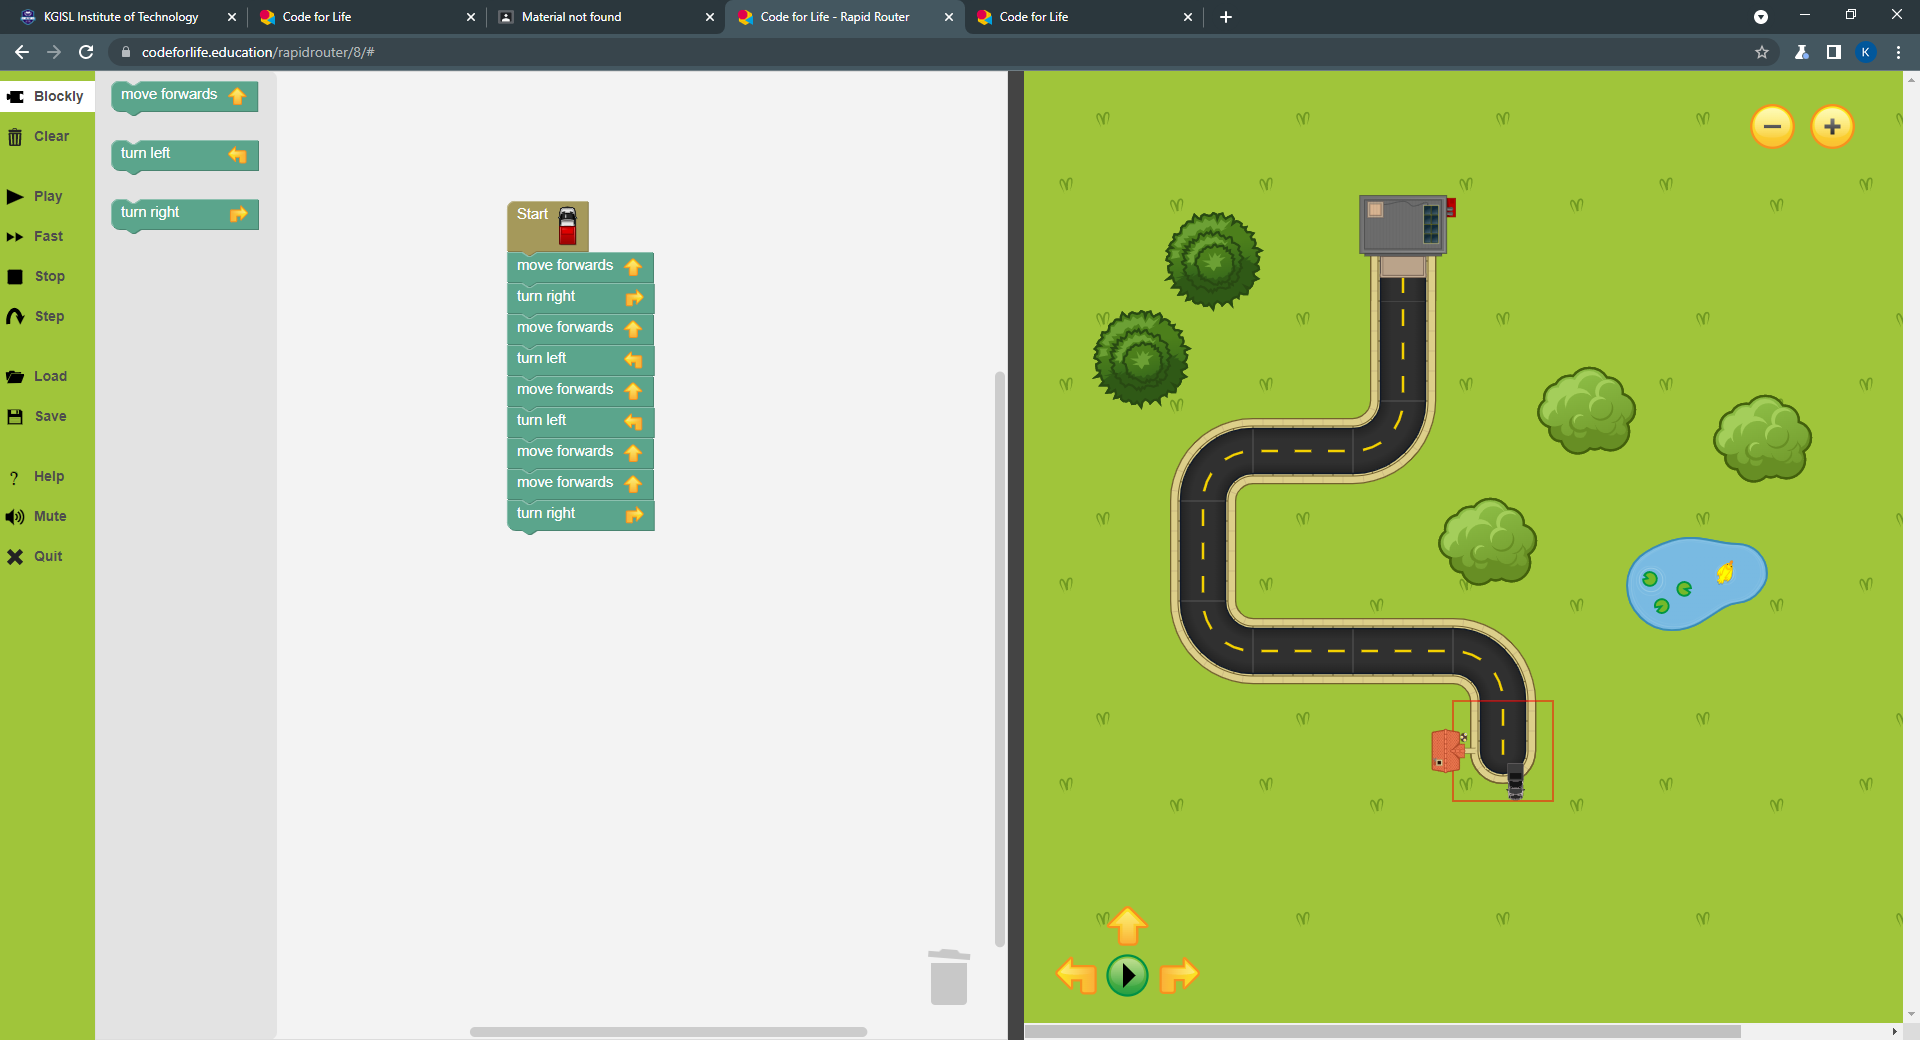 KGISL Institute of Technology
Code for Life
Material not found
Code for Life - Rapid Router
Code for Life
codeforlife.education/rapidrouter/8/#
K
Blockly
Clear
Play
Fast
Stop
Step
Load
Save
Help
Mute
Quit
move forwards
turn left
turn right
Start
move forwards
turn right
move forwards
turn left
move forwards
turn left
move forwards
move forwards
turn right